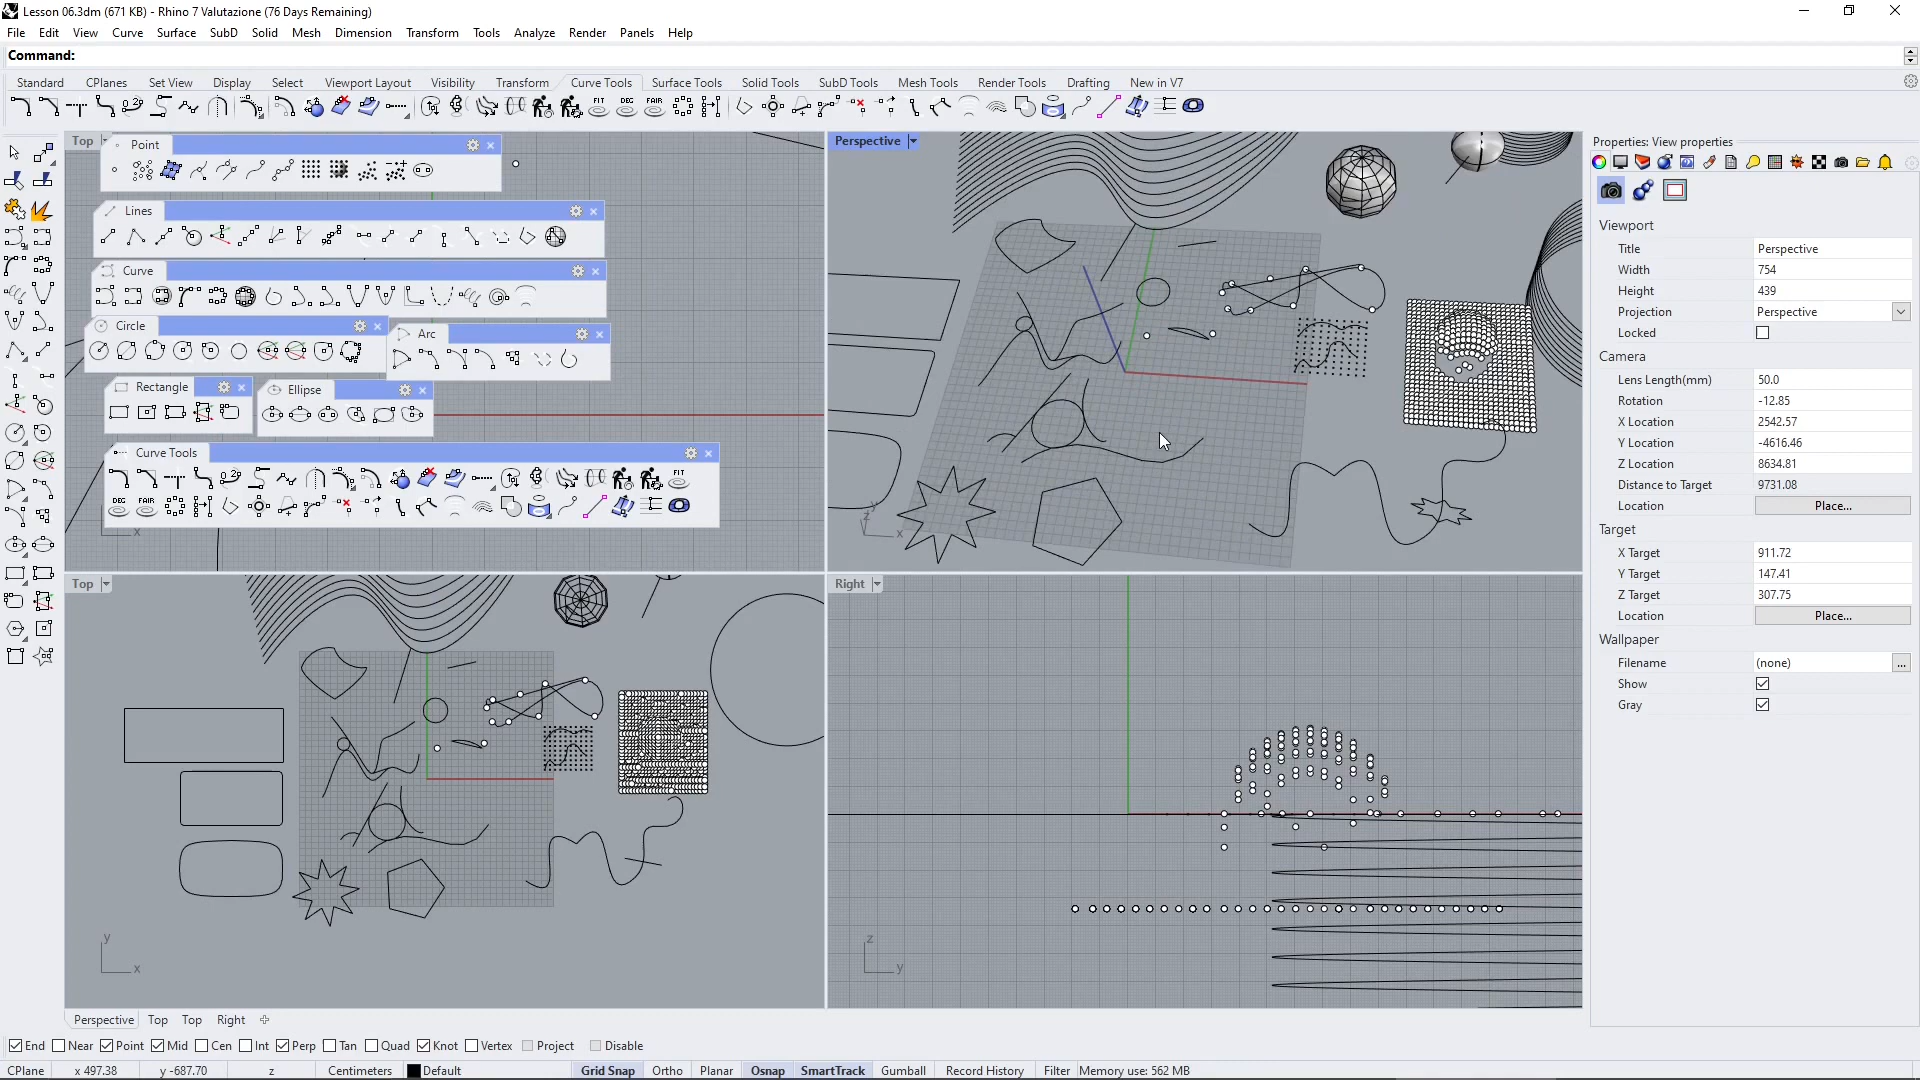 Lesson 06.3dm (671 KB) - Rhino 7 Valutazione (76 Days Remaining)
File Edit View Curve Surface SubD Solid Mesh Dimension Transform Tools Analyze Render Panels Help
Command:
Standard CPlanes Set View Display Select Viewport Layout Visibility Transform Curve Tools Surface Tools Solid Tools SubD Tools Mesh Tools Render Tools Drafting New in V7
FIT DEG FAIR
Top
Point
Lines
Curve
Circle
Arc
Rectangle
Ellipse
Curve Tools
FIT
DEG FAIR
x
Perspective
z y x
Top
y
x
Right
z
y
Properties: View properties
Viewport
Title Perspective
Width 754
Height 439
Projection Perspective
Locked
Camera
Lens Length(mm) 50.0
Rotation -12.85
X Location 2542.57
Y Location -4616.46
Z Location 8634.81
Distance to Target 9731.08
Location Place...
Target
X Target 911.72
Y Target 147.41
Z Target 307.75
Location Place...
Wallpaper
Filename (none) ...
Show
Gray
Perspective Top Top Right
End Near Point Mid Cen Int Perp Tan Quad Knot Vertex Project Disable
CPlane x 497.38 y -687.70 z Centimeters Default Grid Snap Ortho Planar Osnap SmartTrack Gumball Record History Filter Memory use: 562 MB